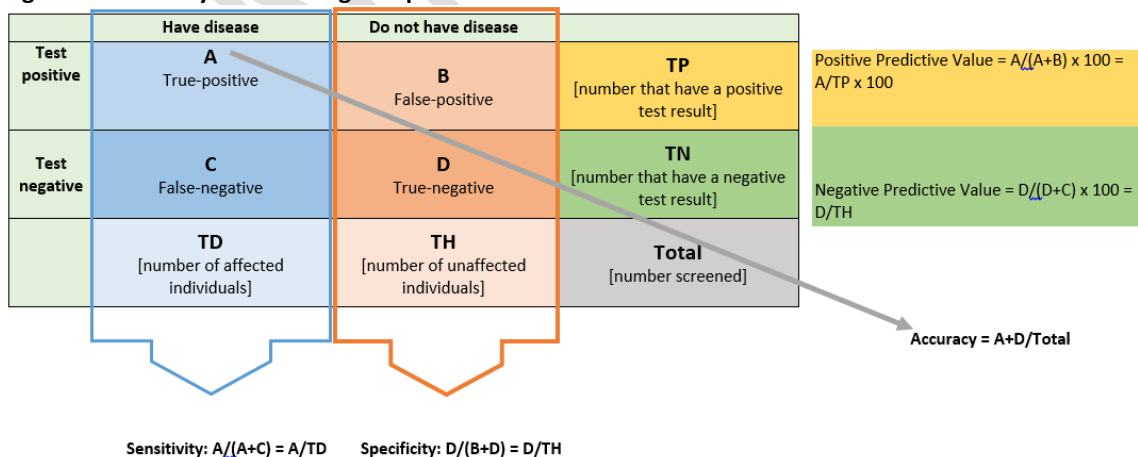 Have disease
Do not have disease
Test
positive
A
True-positive
B
False-positive
TP
[number that have a positive
test result]
Positive Predictive Value = A/(A+B) x 100 =
A/TP x 100
Test
negative
C
False-negative
D
True-negative
TN
[number that have a negative
test result]
Negative Predictive Value = D/(D+C) x 100 =
D/TH
TD
[number of affected
individuals]
TH
[number of unaffected
individuals]
Total
[number screened]
Accuracy = A+D/Total
Sensitivity: A/(A+C) = A/TD
Specificity: D/(B+D) = D/TH